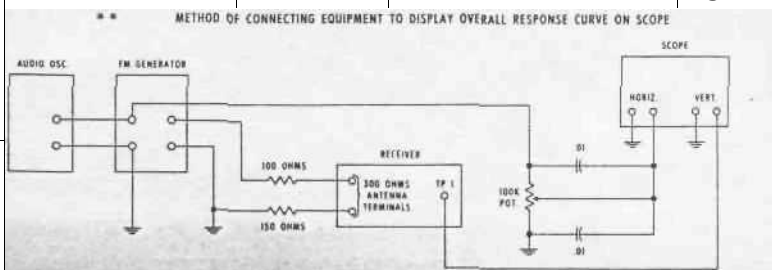 ** METHOD OF CONNECTING EQUIPMENT TO DISPLAY OVERALL RESPONSE CURVE ON SCOPE
SCOPE
AUDIO OSC.
FM GENERATOR
HORIZ.
VERT.
RECEIVER
.01
100 OHMS
300 OHMS
ANTENNA
TERMINALS
TP 1
100K
POT.
150 OHMS
.01